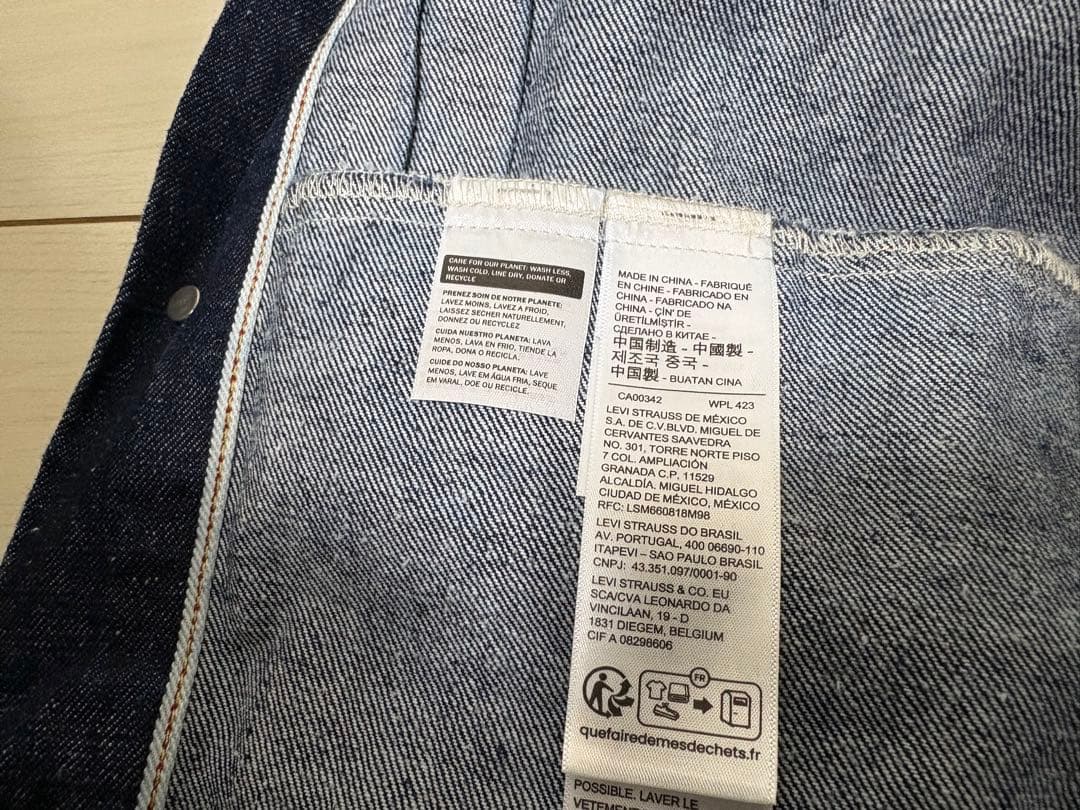 CARE FOR OUR PLANET: WASH LESS,
WASH COLD, LINE DRY, DONATE OR
RECYCLE
PRENEZ SOIN DE NOTRE PLANETE:
LAVEZ MOINS, LAVEZ A FROID,
LAISSEZ SECHER NATURELLEMENT,
DONNEZ OU RECYCLEZ
CUIDA NUESTRO PLANETA: LAVA
MENOS, LAVA EN FRIO, TIENDE LA
ROPA, DONA O RECICLA.
CUIDE DO NOSSO PLANETA: LAVE
MENOS, LAVE EM ÁGUA FRIA, SEQUE
EM VARAL, DOE OU RECICLE.
MADE IN CHINA - FABRIQUÉ
EN CHINE - FABRICADO EN
CHINA - FABRICADO NA
CHINA - ÇİN' DE
ÜRETİLMİŞTİR -
СДЕЛАНО В КИТАЕ -
中国制造 - 中國製 -
제조국 중국 -
中国製 - BUATAN CINA
CA00342 WPL 423
LEVI STRAUSS DE MÉXICO
S.A. DE C.V.BLVD. MIGUEL DE
CERVANTES SAAVEDRA
NO. 301, TORRE NORTE PISO
7 COL. AMPLIACIÓN
GRANADA C.P. 11529
ALCALDÍA. MIGUEL HIDALGO
CIUDAD DE MÉXICO, MÉXICO
RFC: LSM660818M98
LEVI STRAUSS DO BRASIL
AV. PORTUGAL, 400 06690-110
ITAPEVI – SAO PAULO BRASIL
CNPJ: 43.351.097/0001-90
LEVI STRAUSS & CO. EU
SCA/CVA LEONARDO DA
VINCILAAN, 19 - D
1831 DIEGEM, BELGIUM
CIF A 08298606
FR
quefairedemesdechets.fr
POSSIBLE. LAVER LE